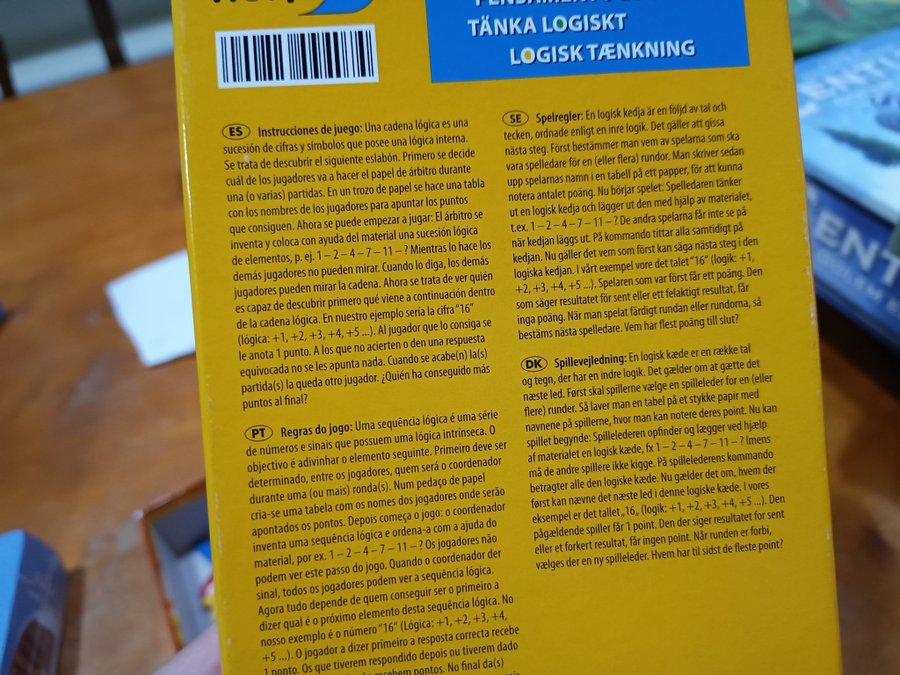 TÄNKA LOGISKT
LOGISK TÆNKNING
ES Instrucciones de juego: Una cadena lógica es una
sucesión de cifras y símbolos que posee una lógica interna.
Se trata de descubrir el siguiente eslabón. Primero se decide
cuál de los jugadores va a hacer el papel de árbitro durante
una (o varias) partidas. En un trozo de papel se hace una tabla
con los nombres de los jugadores para apuntar los puntos
que consiguen. Ahora se puede empezar a jugar: El árbitro se
inventa y coloca con ayuda del material una sucesión lógica
de elementos, p. ej. 1 – 2 – 4 – 7 – 11 – ? Mientras lo hace los
demás jugadores no pueden mirar. Cuando lo diga, los demás
jugadores pueden mirar la cadena. Ahora se trata de ver quién
es capaz de descubrir primero qué viene a continuación dentro
de la cadena lógica. En nuestro ejemplo sería la cifra "16"
(lógica: +1, +2, +3, +4, +5 ...). Al jugador que lo consiga se
le anota 1 punto. A los que no acierten o den una respuesta
equivocada no se les apunta nada. Cuando se acabe(n) la(s)
partida(s) la queda otro jugador. ¿Quién ha conseguido más
puntos al final?
PT Regras do jogo: Uma sequência lógica é uma série
de números e sinais que possuem uma lógica intrínseca. O
objectivo é adivinhar o elemento seguinte. Primeiro deve ser
determinado, entre os jogadores, quem será o coordenador
durante uma (ou mais) ronda(s). Num pedaço de papel
cria-se uma tabela com os nomes dos jogadores onde serão
apontados os pontos. Depois começa o jogo: o coordenador
inventa uma sequência lógica e ordena-a com a ajuda do
material, por ex. 1 – 2 – 4 – 7 – 11 – ? Os jogadores não
podem ver este passo do jogo. Quando o coordenador der
sinal, todos os jogadores podem ver a sequência lógica.
Agora tudo depende de quem conseguir ser o primeiro a
dizer qual é o próximo elemento desta sequência lógica. No
nosso exemplo é o número "16" (Lógica: +1, +2, +3, +4,
+5 ...). O jogador a dizer primeiro a resposta correcta recebe
1 ponto. Os que tiverem respondido depois ou tiverem dado
recebem pontos. No final da(s)
SE Spelregler: En logisk kedja är en följd av tal och
tecken, ordnade enligt en inre logik. Det gäller att gissa
nästa steg. Först bestämmer man vem av spelarna som ska
vara spelledare för en (eller flera) rundor. Man skriver sedan
upp spelarnas namn i en tabell på ett papper, för att kunna
notera antalet poäng. Nu börjar spelet: Spelledaren tänker
ut en logisk kedja och lägger ut den med hjälp av materialet,
t.ex. 1 – 2 – 4 – 7 – 11 – ? De andra spelarna får inte se på
när kedjan läggs ut. På kommando tittar alla samtidigt på
kedjan. Nu gäller det vem som först kan säga nästa steg i den
logiska kedjan. I vårt exempel vore det talet "16" (logik: +1,
+2, +3, +4, +5 ...). Spelaren som var först får ett poäng. Den
som säger resultatet för sent eller ett felaktigt resultat, får
inga poäng. När man spelat färdigt rundan eller rundorna, så
bestäms nästa spelledare. Vem har flest poäng till slut?
DK Spillevejledning: En logisk kæde er en række tal
og tegn, der har en indre logik. Det gælder om at gætte det
næste led. Først skal spillerne vælge en spilleleder for en (eller
flere) runder. Så laver man en tabel på et stykke papir med
navnene på spillerne, hvor man kan notere deres point. Nu kan
spillet begynde: Spillelederen opfinder og lægger ved hjælp
af materialet en logisk kæde, fx 1 – 2 – 4 – 7 – 11 – ? Imens
må de andre spillere ikke kigge. På spillelederens kommando
betragter alle den logiske kæde. Nu gælder det om, hvem der
først kan nævne det næste led i denne logiske kæde. I vores
eksempel er det tallet „16„ (logik: +1, +2, +3, +4, +5 ...). Den
pågældende spiller får 1 point. Den der siger resultatet for sent
eller et forkert resultat, får ingen point. Når runden er forbi,
vælges der en ny spilleleder. Hvem har til sidst de fleste point?